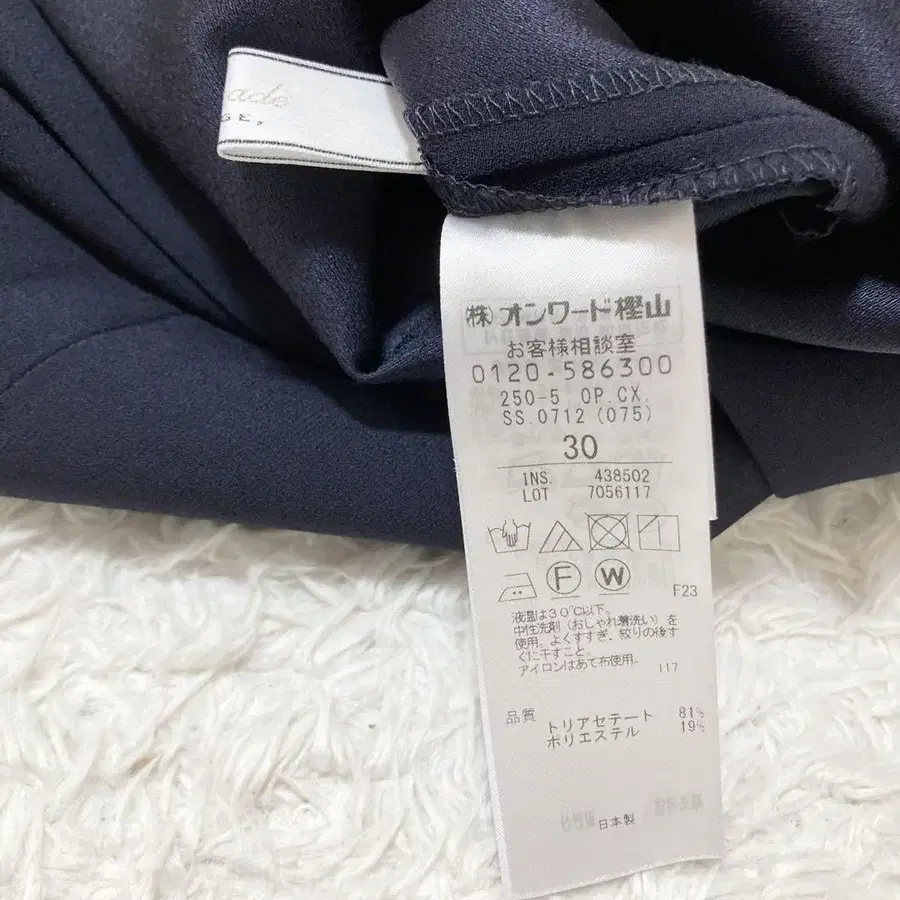 ade
GE,
(株)オンワード樫山
お客様相談室
0120-586300
250-5 OP.CX.
SS.0712(075)
30
INS. 438502
LOT 7056117
F W F23
液温は30℃以下。
中性洗剤(おしゃれ着洗い)を
使用。よくすすぎ、絞りの後す
ぐに干すこと。
アイロンはあて布使用。 117
品質 トリアセテート 81%
ポリエステル 19%
日本製